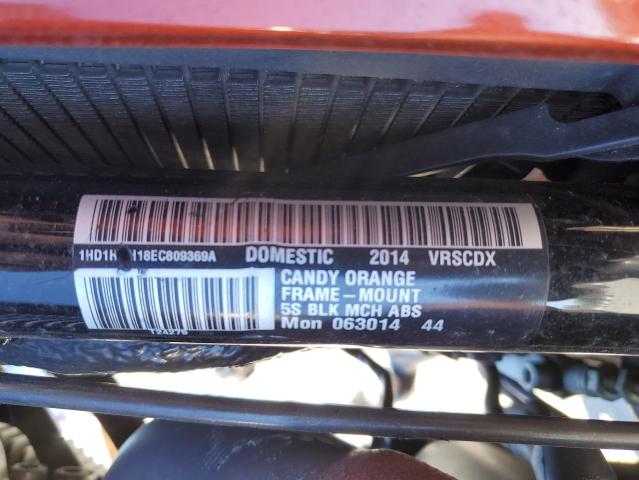 DOMESTIC 2014 VRSCDX
CANDY ORANGE
FRAME-MOUNT
5S BLK MCH ABS
Mon 063014 44